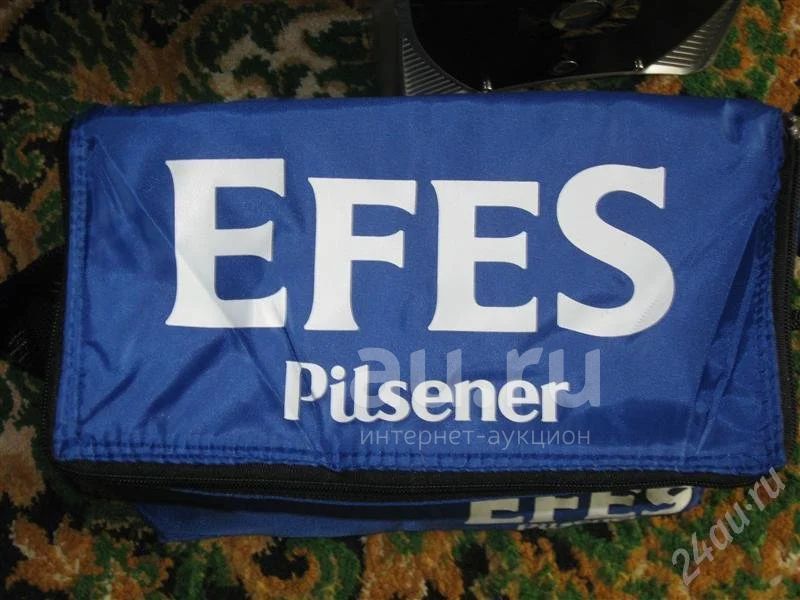 EFES
Pilsener
au.ru
интернет-аукцион
EFES
24au.ru